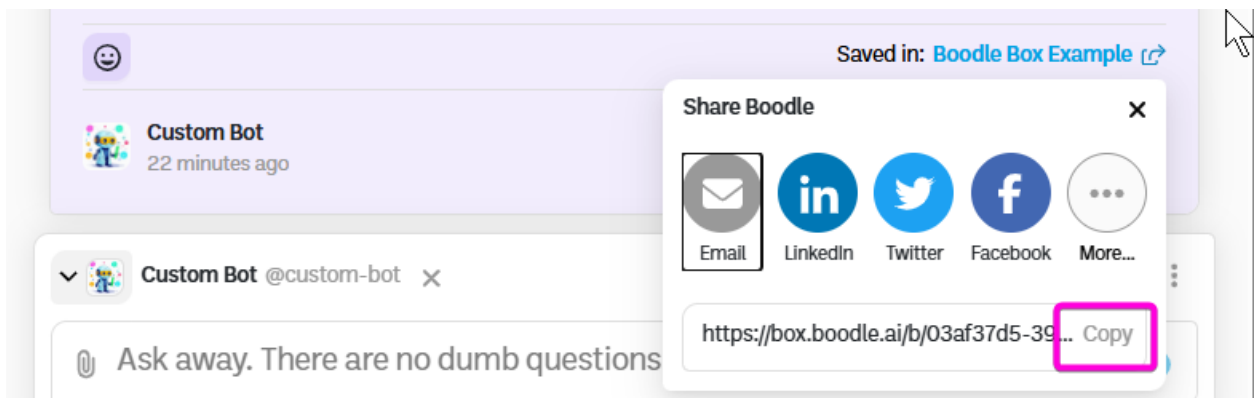 Saved in: Boodle Box Example
Custom Bot
22 minutes ago
Share Boodle
in
f
Email
LinkedIn
Twitter
Facebook
More...
https://box.boodle.ai/b/03af37d5-39... Copy
Custom Bot @custom-bot
Ask away. There are no dumb questions